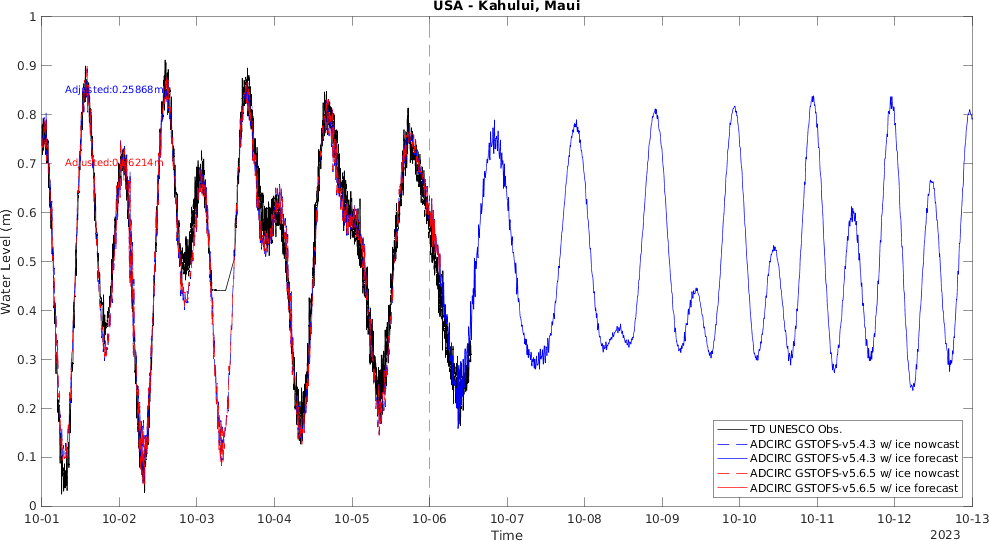 USA - Kahului, Maui
Water Level (m)
1
0.9
0.8
0.7
0.6
0.5
0.4
0.3
0.2
0.1
0
Adjusted:0.25868m
TD UNESCO Obs.
ADCIRC GSTOFS-v5.4.3 w/ ice nowcast
ADCIRC GSTOFS-v5.4.3 w/ ice forecast
ADCIRC GSTOFS-v5.6.5 w/ ice nowcast
ADCIRC GSTOFS-v5.6.5 w/ ice forecast
10-01 10-02 10-03 10-04 10-05 10-06 10-07 10-08 10-09 10-10 10-11 10-12 10-13
Time
2023